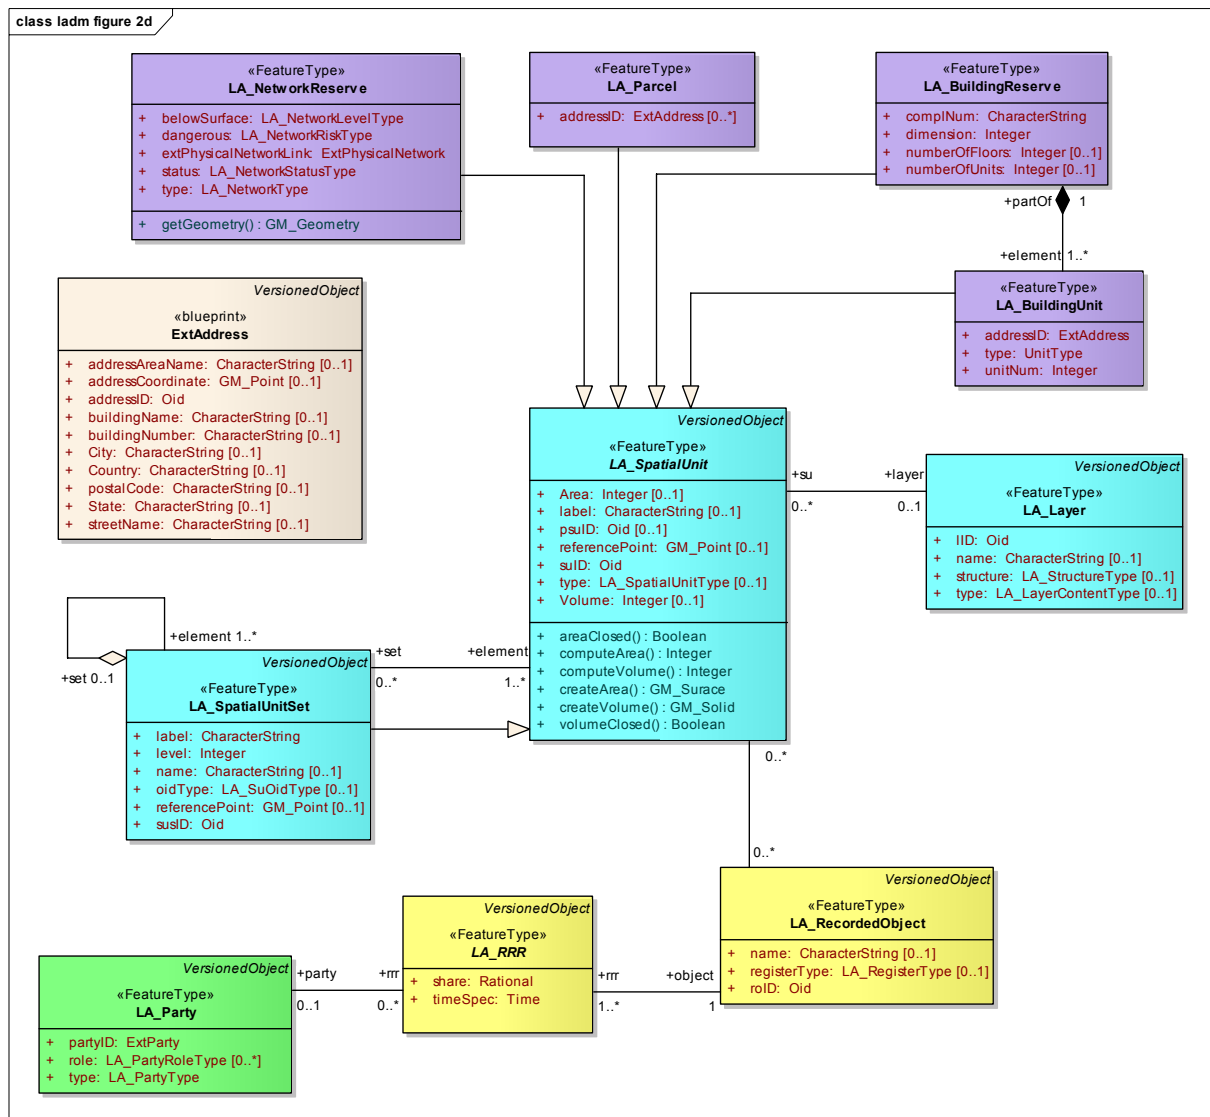 class ladm figure 2d
«FeatureType»
LA_NetworkReserve
+ belowSurface: LA_NetworkLevelType
+ dangerous: LA_NetworkRiskType
+ extPhysicalNetworkLink: ExtPhysicalNetwork
+ status: LA_NetworkStatusType
+ type: LA_NetworkType
+ getGeometry() : GM_Geometry
«FeatureType»
LA_Parcel
+ addressID: ExtAddress [0..*]
«FeatureType»
LA_BuildingReserve
+ complNum: CharacterString
+ dimension: Integer
+ numberOfFloors: Integer [0..1]
+ numberOfUnits: Integer [0..1]
+partOf 1
+element 1..*
«FeatureType»
LA_BuildingUnit
+ addressID: ExtAddress
+ type: UnitType
+ unitNum: Integer
VersionedObject
«blueprint»
ExtAddress
+ addressAreaName: CharacterString [0..1]
+ addressCoordinate: GM_Point [0..1]
+ addressID: Oid
+ buildingName: CharacterString [0..1]
+ buildingNumber: CharacterString [0..1]
+ City: CharacterString [0..1]
+ Country: CharacterString [0..1]
+ postalCode: CharacterString [0..1]
+ State: CharacterString [0..1]
+ streetName: CharacterString [0..1]
VersionedObject
«FeatureType»
LA_SpatialUnit
+ Area: Integer [0..1]
+ label: CharacterString [0..1]
+ psuID: Oid [0..1]
+ referencePoint: GM_Point [0..1]
+ suID: Oid
+ type: LA_SpatialUnitType [0..1]
+ Volume: Integer [0..1]
+ areaClosed() : Boolean
+ computeArea() : Integer
+ computeVolume() : Integer
+ createArea() : GM_Surace
+ createVolume() : GM_Solid
+ volumeClosed() : Boolean
+su +layer
0..* 0..1
VersionedObject
«FeatureType»
LA_Layer
+ lID: Oid
+ name: CharacterString [0..1]
+ structure: LA_StructureType [0..1]
+ type: LA_LayerContentType [0..1]
+element 1..*
+set 0..1
+set +element
0..* 1..*
VersionedObject
«FeatureType»
LA_SpatialUnitSet
+ label: CharacterString
+ level: Integer
+ name: CharacterString [0..1]
+ oidType: LA_SuOidType [0..1]
+ referencePoint: GM_Point [0..1]
+ susID: Oid
0..*
0..*
VersionedObject
«FeatureType»
LA_RecordedObject
+ name: CharacterString [0..1]
+ registerType: LA_RegisterType [0..1]
+ roID: Oid
VersionedObject
«FeatureType»
LA_RRR
+ share: Rational
+ timeSpec: Time
+rrr +object
1..* 1
VersionedObject
«FeatureType»
LA_Party
+ partyID: ExtParty
+ role: LA_PartyRoleType [0..*]
+ type: LA_PartyType
+party +rrr
0..1 0..*